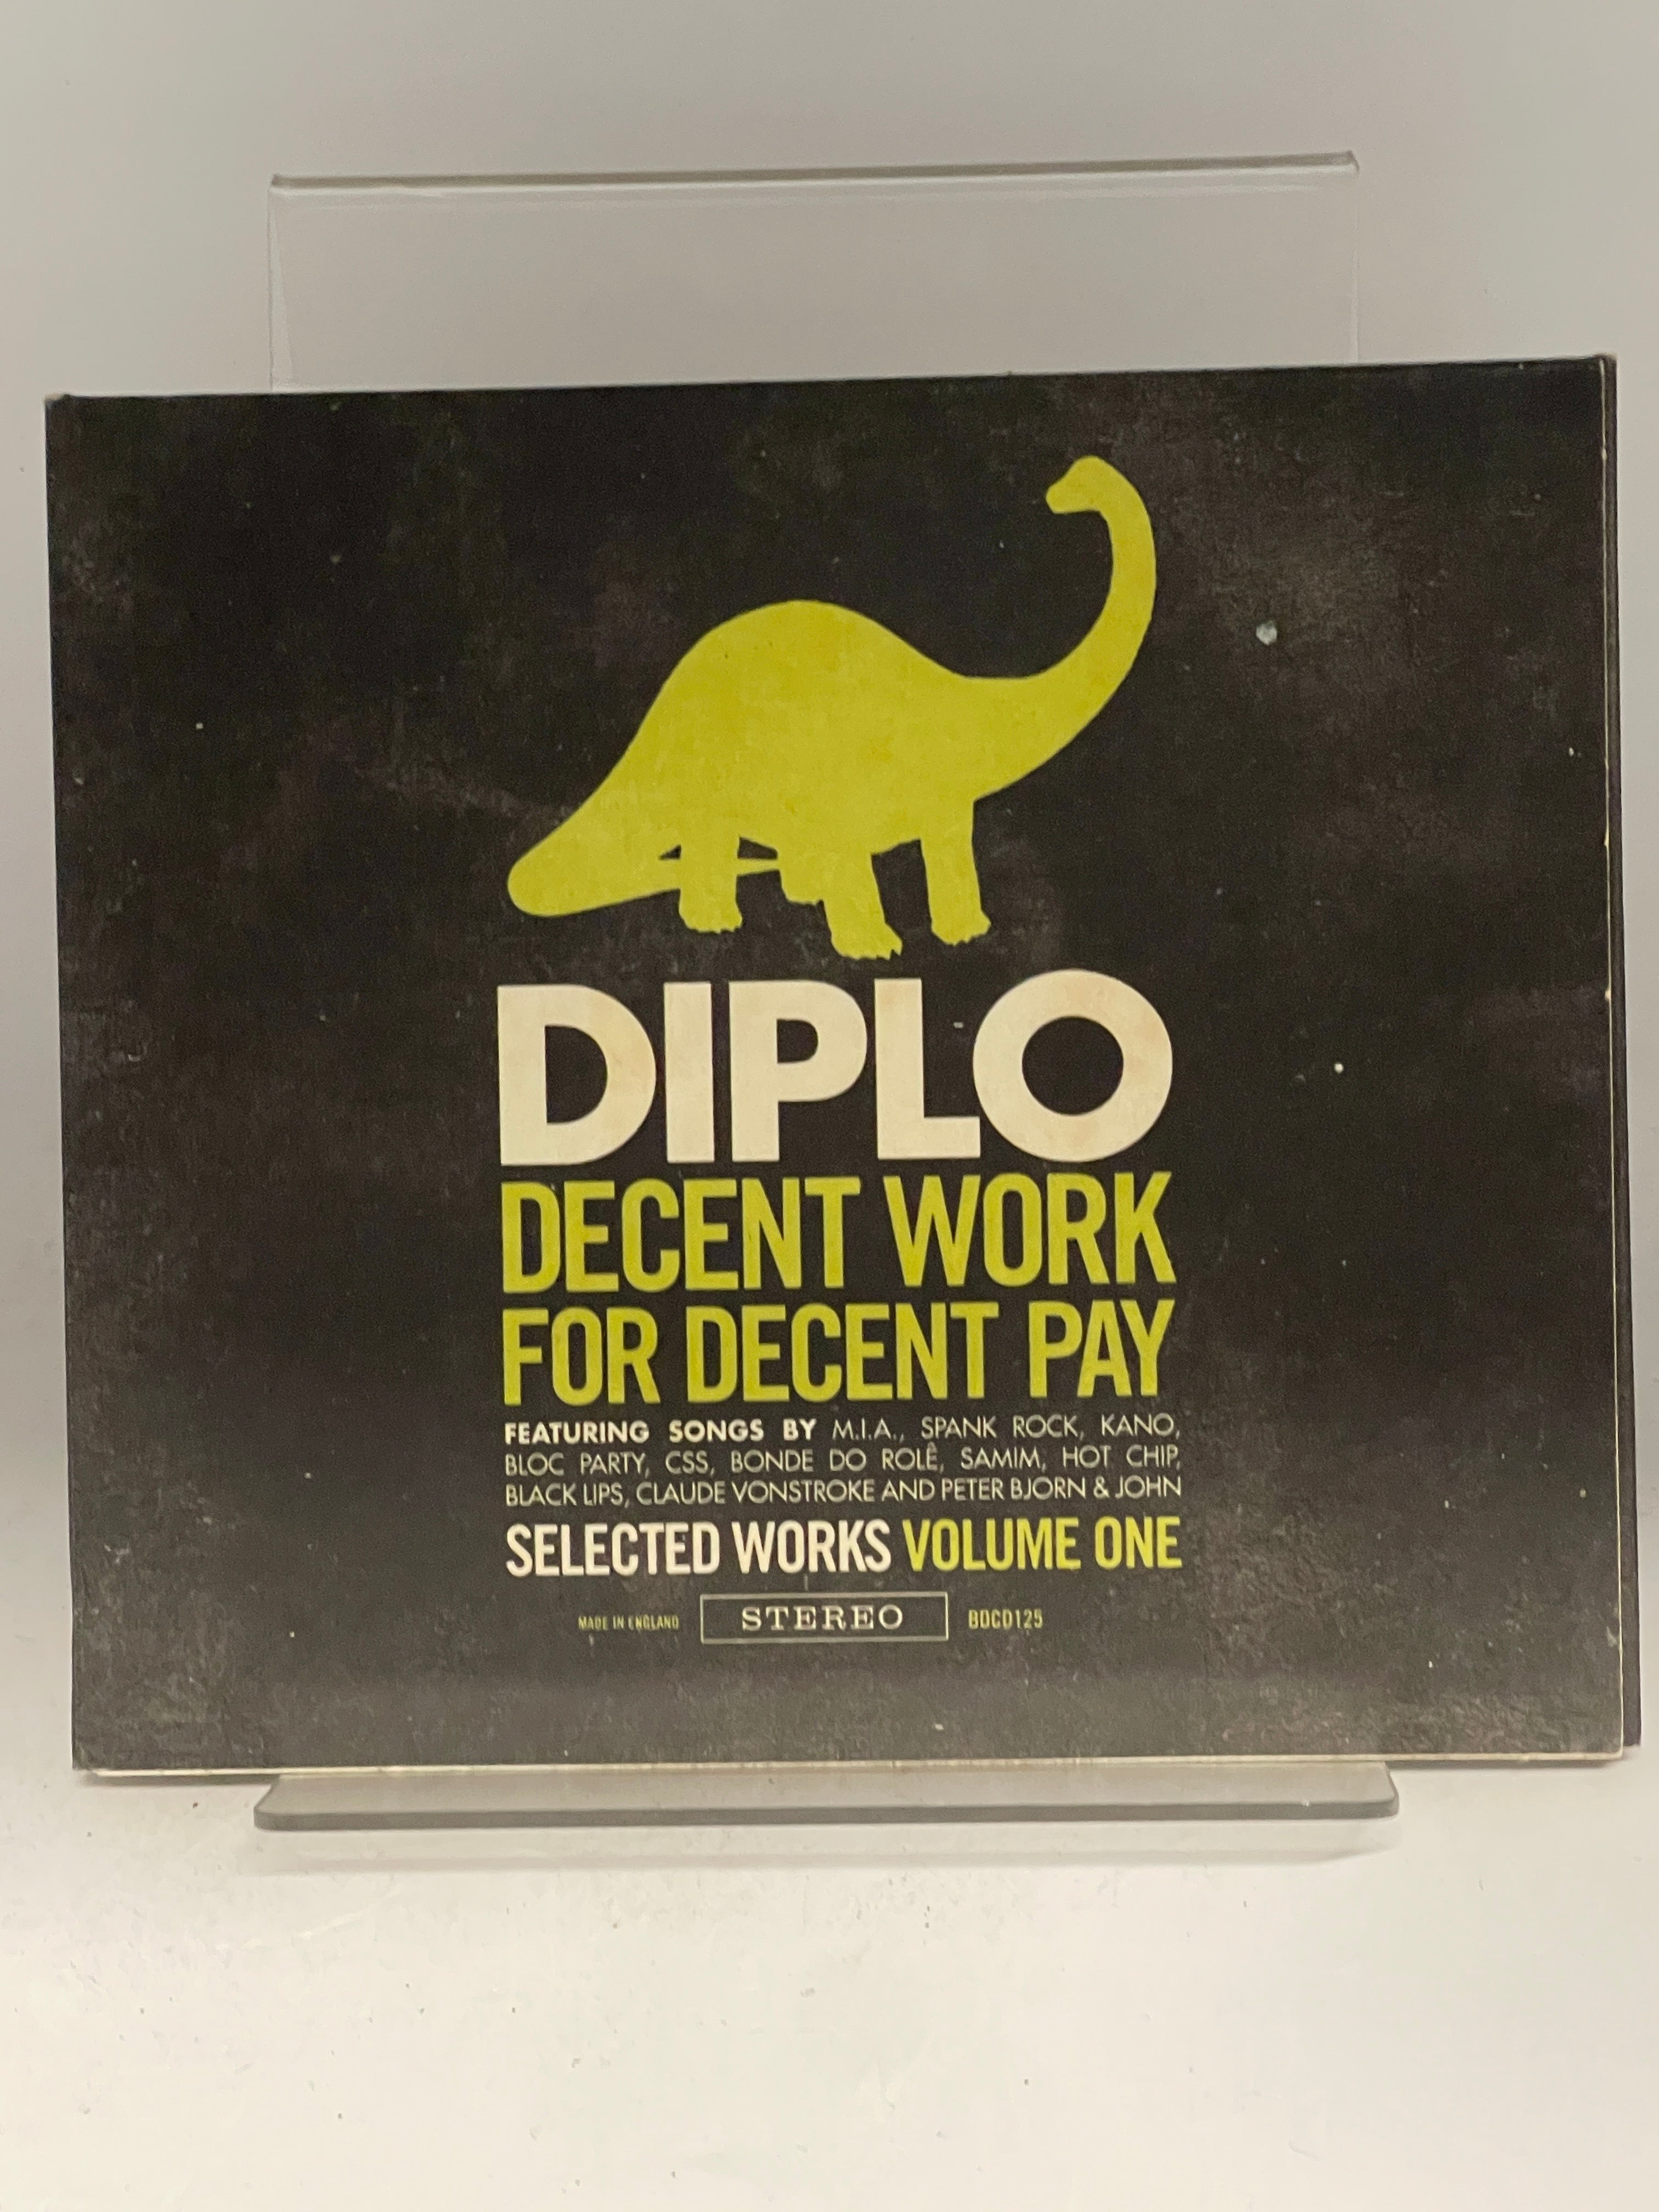 DIPLO
DECENT WORK
FOR DECENT PAY
FEATURING SONGS BY M.I.A., SPANK ROCK, KANO,
BLOC PARTY, CSS, BONDE DO ROLÊ, SAMIM, HOT CHIP,
BLACK LIPS, CLAUDE VONSTROKE AND PETER BJORN & JOHN
SELECTED WORKS VOLUME ONE
MADE IN ENGLAND STEREO BDCD125